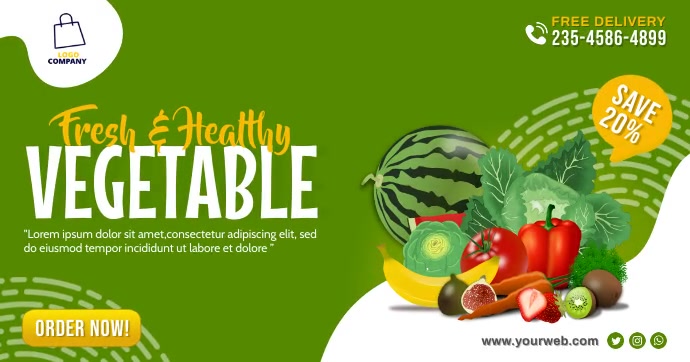 LOGO
COMPANY
FREE DELIVERY
235-4586-4899
SAVE
20%
Fresh & Healthy
VEGETABLE
"Lorem ipsum dolor sit amet,consectetur adipiscing elit, sed
do eiusmod tempor incididunt ut labore et dolore "
ORDER NOW!
www.yourweb.com